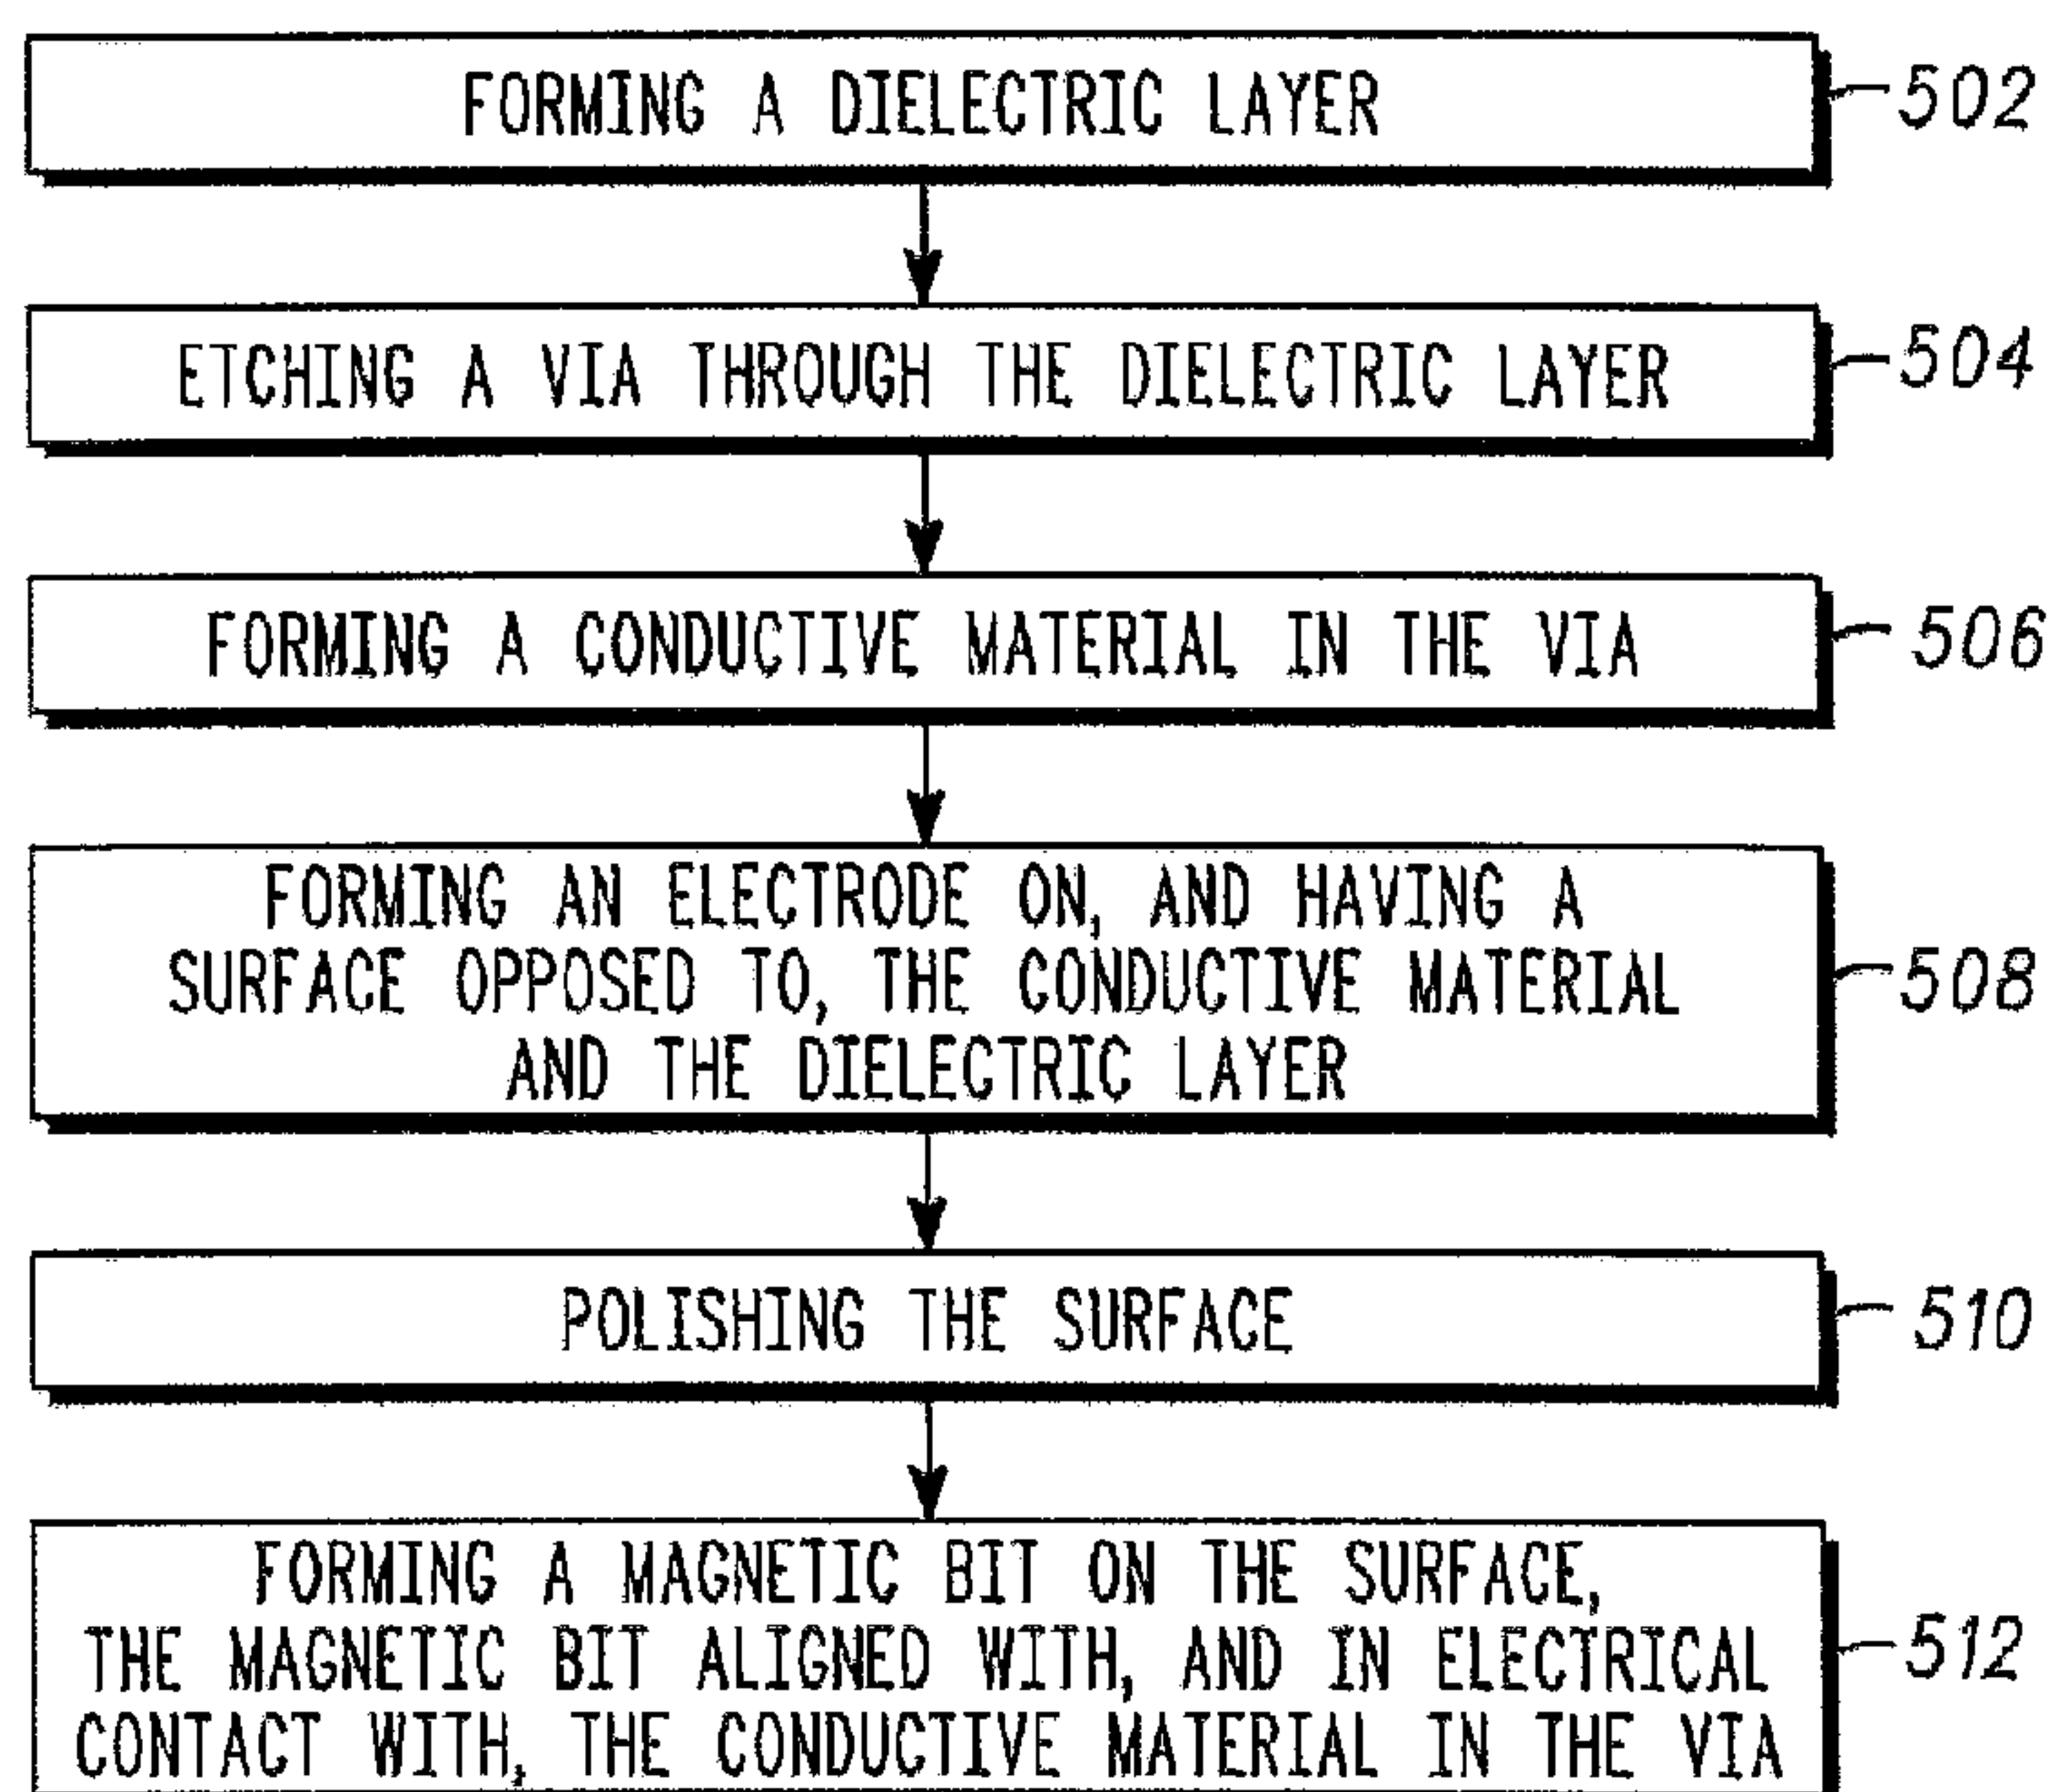 FORMING A DIELECTRIC LAYER
502
ETCHING A VIA THROUGH THE DIELECTRIC LAYER
504
FORMING A CONDUCTIVE MATERIAL IN THE VIA
506
FORMING AN ELECTRODE ON, AND HAVING A
SURFACE OPPOSED TO, THE CONDUCTIVE MATERIAL
AND THE DIELECTRIC LAYER
508
POLISHING THE SURFACE
510
FORMING A MAGNETIC BIT ON THE SURFACE,
THE MAGNETIC BIT ALIGNED WITH, AND IN ELECTRICAL
CONTACT WITH, THE CONDUCTIVE MATERIAL IN THE VIA
512